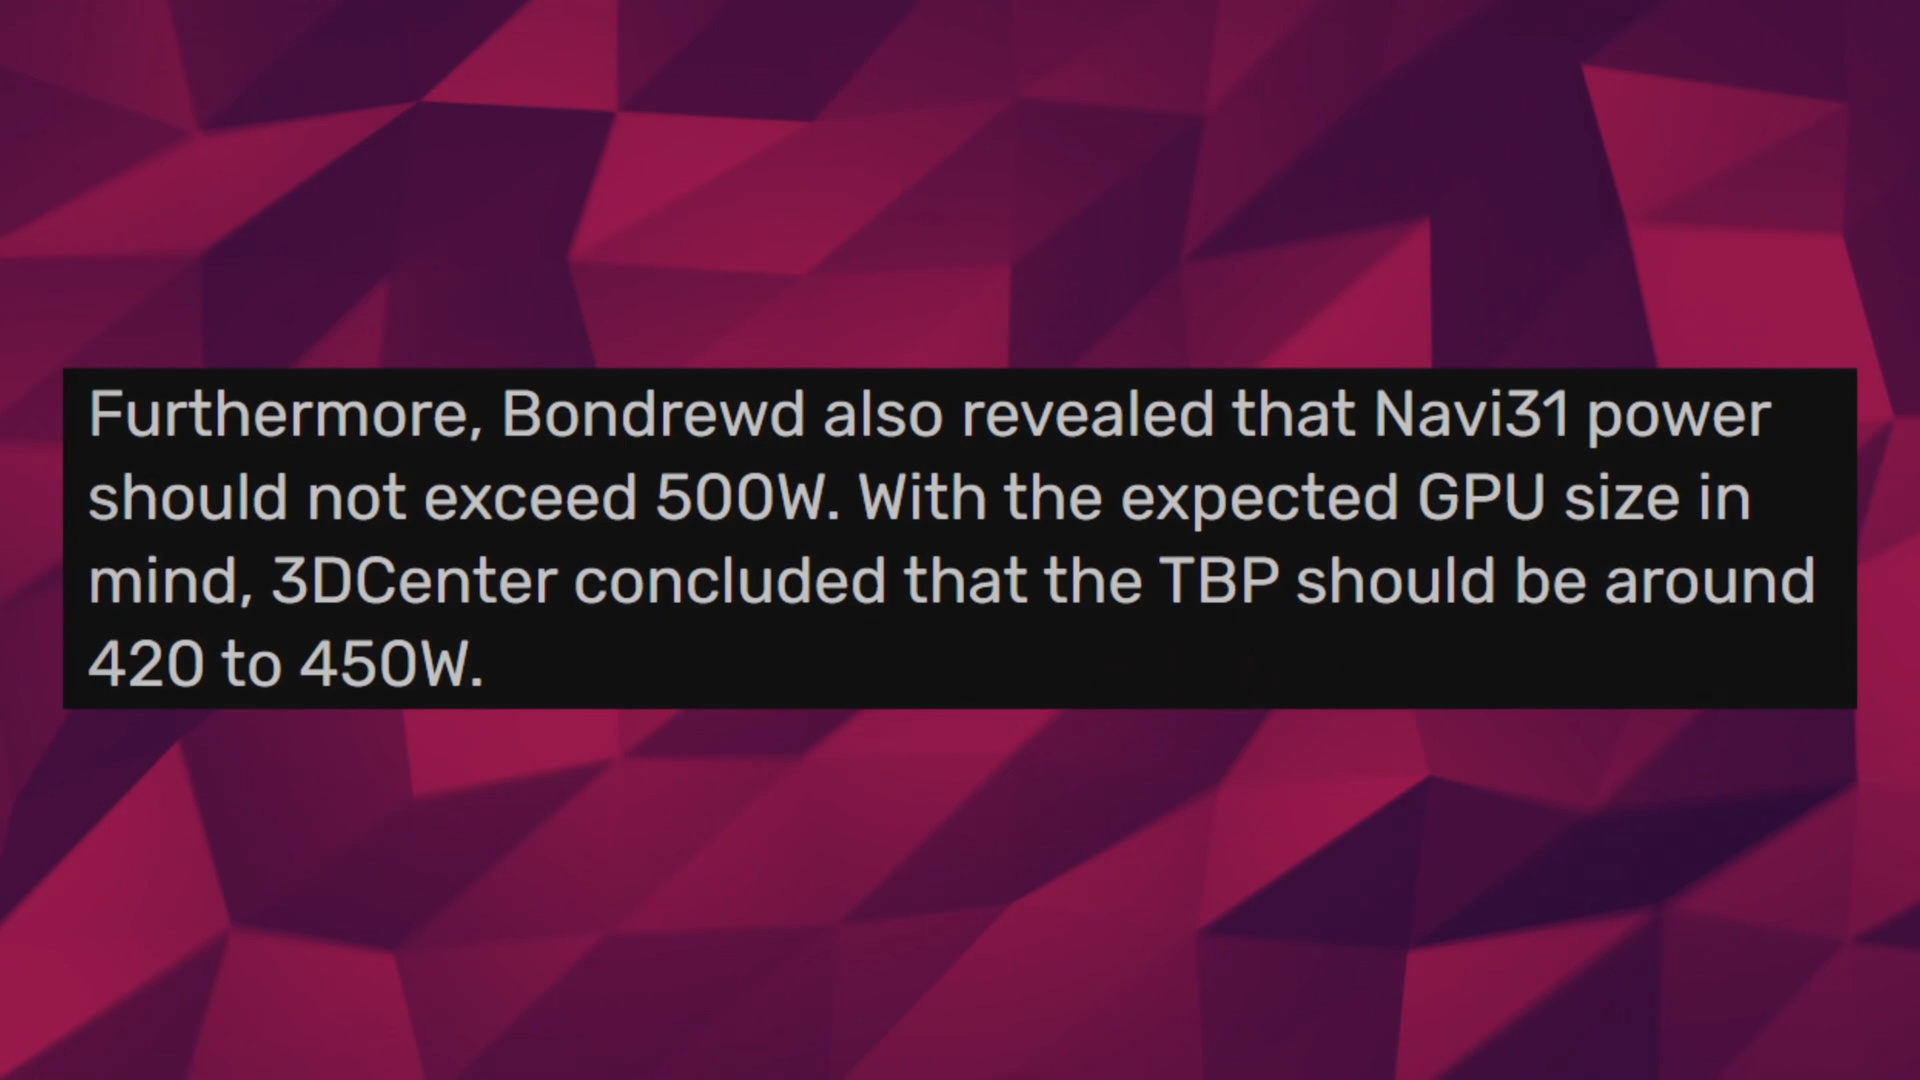 Furthermore, Bondrewd also revealed that Navi31 power
should not exceed 500W. With the expected GPU size in
mind, 3DCenter concluded that the TBP should be around
420 to 450W.